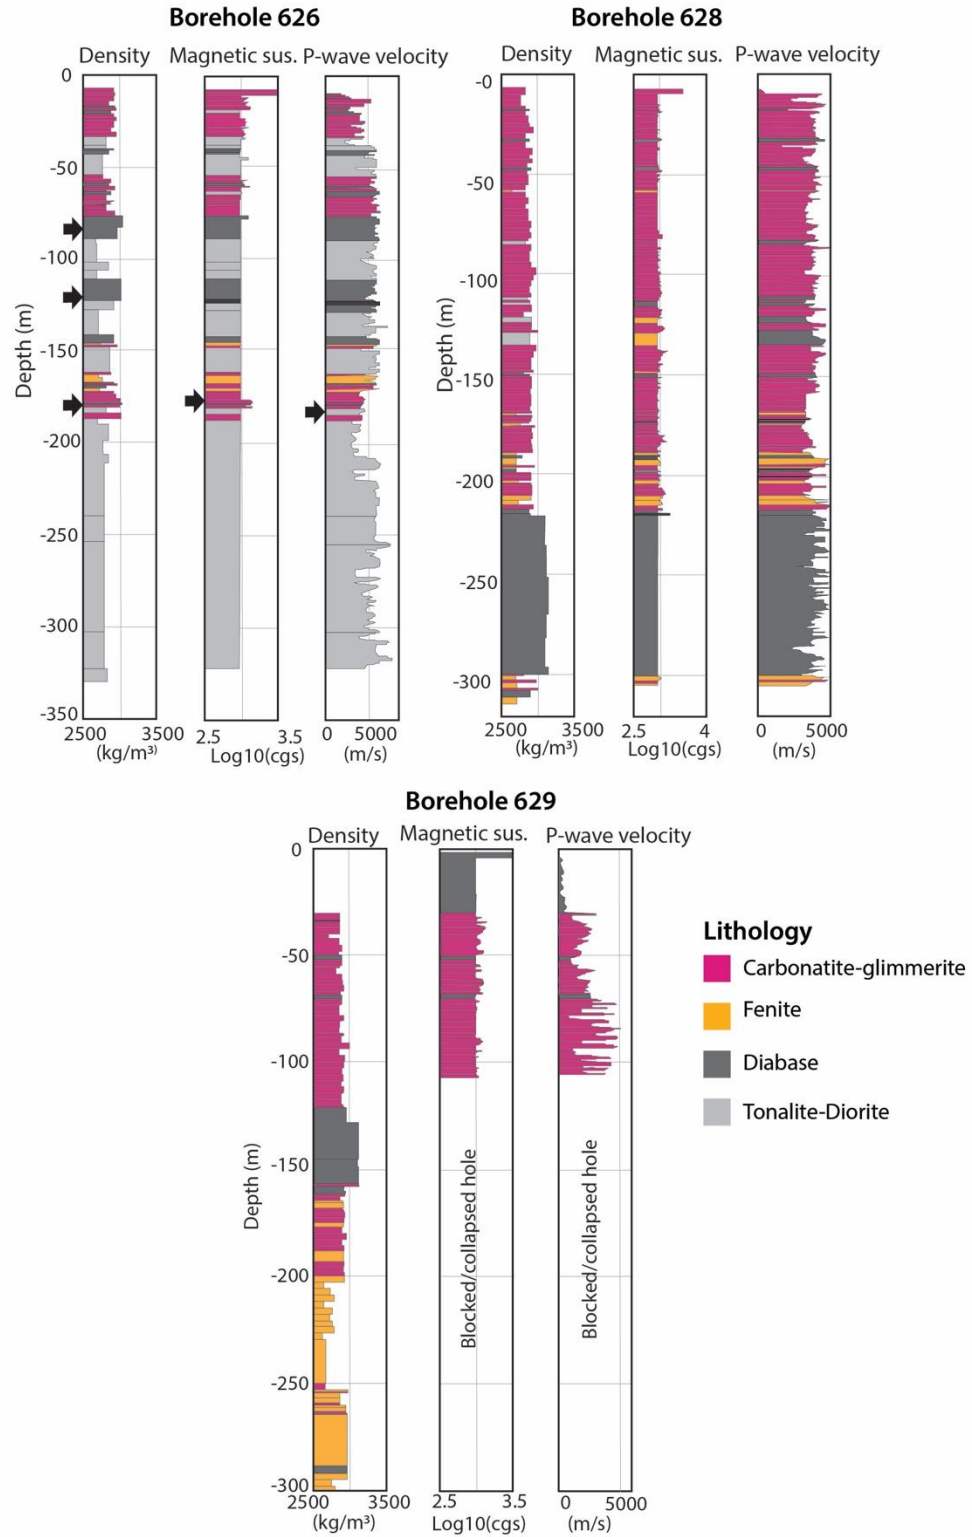 Borehole 626
Density
Magnetic sus.
P-wave velocity
0
-50
-100
-150
-200
-250
-300
-350
Depth (m)
2500
3500
(kg/m³)
2.5
3.5
Log10(cgs)
0
5000
(m/s)
Borehole 628
Density
Magnetic sus.
P-wave velocity
-0
-50
-100
-150
-200
-250
-300
Depth (m)
2500
3500
(kg/m³)
2.5
4
Log10(cgs)
0
5000
(m/s)
Borehole 629
Density
Magnetic sus.
P-wave velocity
0
-50
-100
-150
-200
-250
-300
Depth (m)
Blocked/collapsed hole
Blocked/collapsed hole
2500
3500
(kg/m³)
2.5
3.5
Log10(cgs)
0
5000
(m/s)
Lithology
Carbonatite-glimmerite
Fenite
Diabase
Tonalite-Diorite